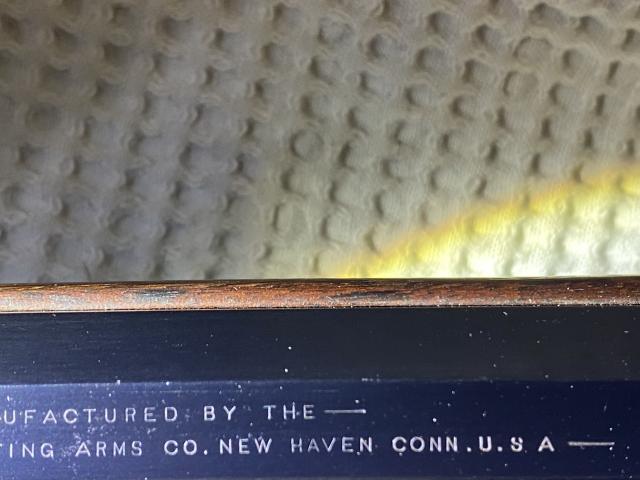 UFACTURED BY THE—
TING ARMS CO. NEW HAVEN CONN.U.S A—